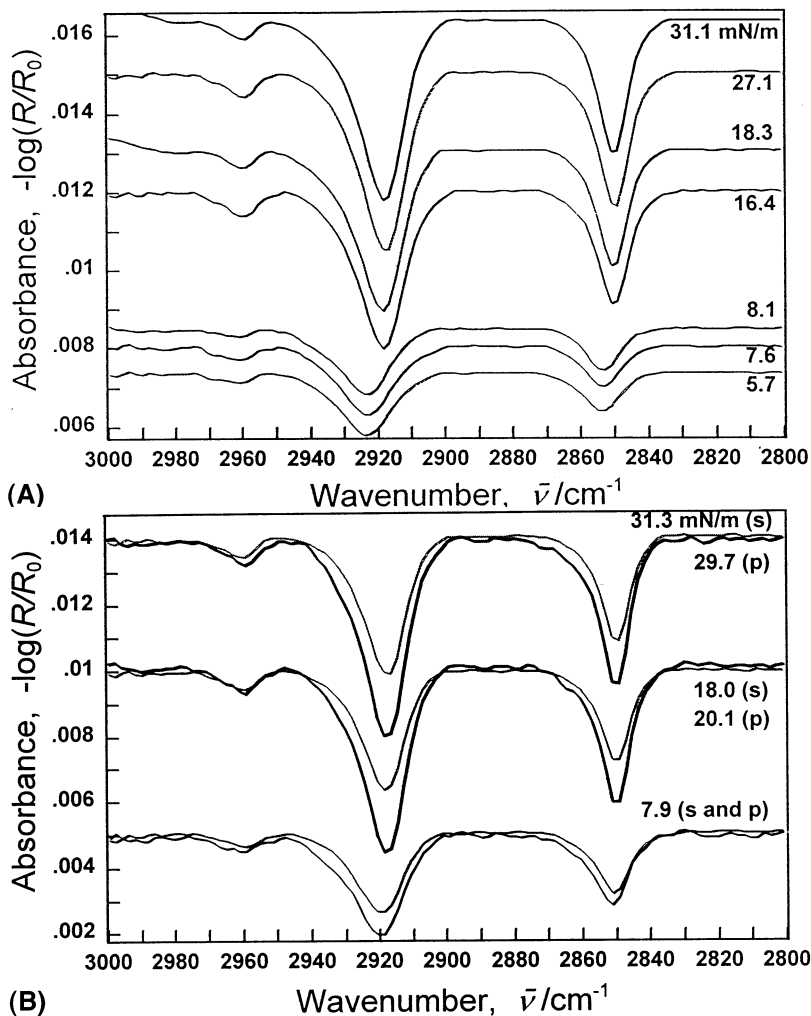 Absorbance, -log(R/R0)
.016
.014
.012
.01
.008
.006
31.1 mN/m
27.1
18.3
16.4
8.1
7.6
5.7
3000 2980 2960 2940 2920 2900 2880 2860 2840 2820 2800
(A)
Wavenumber, ν̄/cm-1
Absorbance, -log(R/R0)
.014
.012
.01
.008
.006
.004
.002
31.3 mN/m (s)
29.7 (p)
18.0 (s)
20.1 (p)
7.9 (s and p)
3000 2980 2960 2940 2920 2900 2880 2860 2840 2820 2800
(B)
Wavenumber, ν̄/cm-1